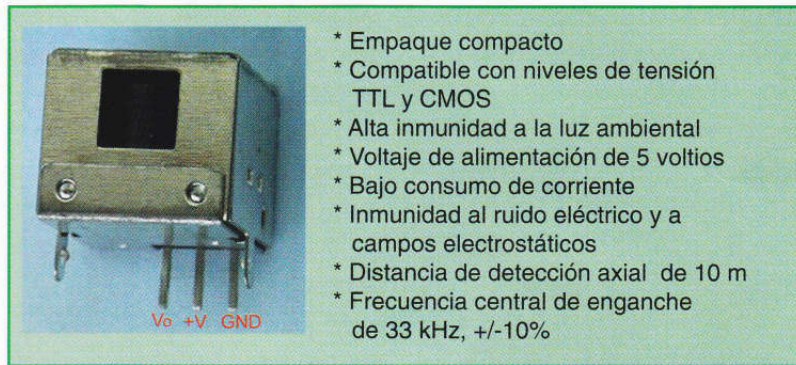 * Empaque compacto
* Compatible con niveles de tensión
TTL y CMOS
* Alta inmunidad a la luz ambiental
* Voltaje de alimentación de 5 voltios
* Bajo consumo de corriente
* Inmunidad al ruido eléctrico y a
campos electrostáticos
* Distancia de detección axial de 10 m
* Frecuencia central de enganche
de 33 kHz, +/-10%
Vo +V GND